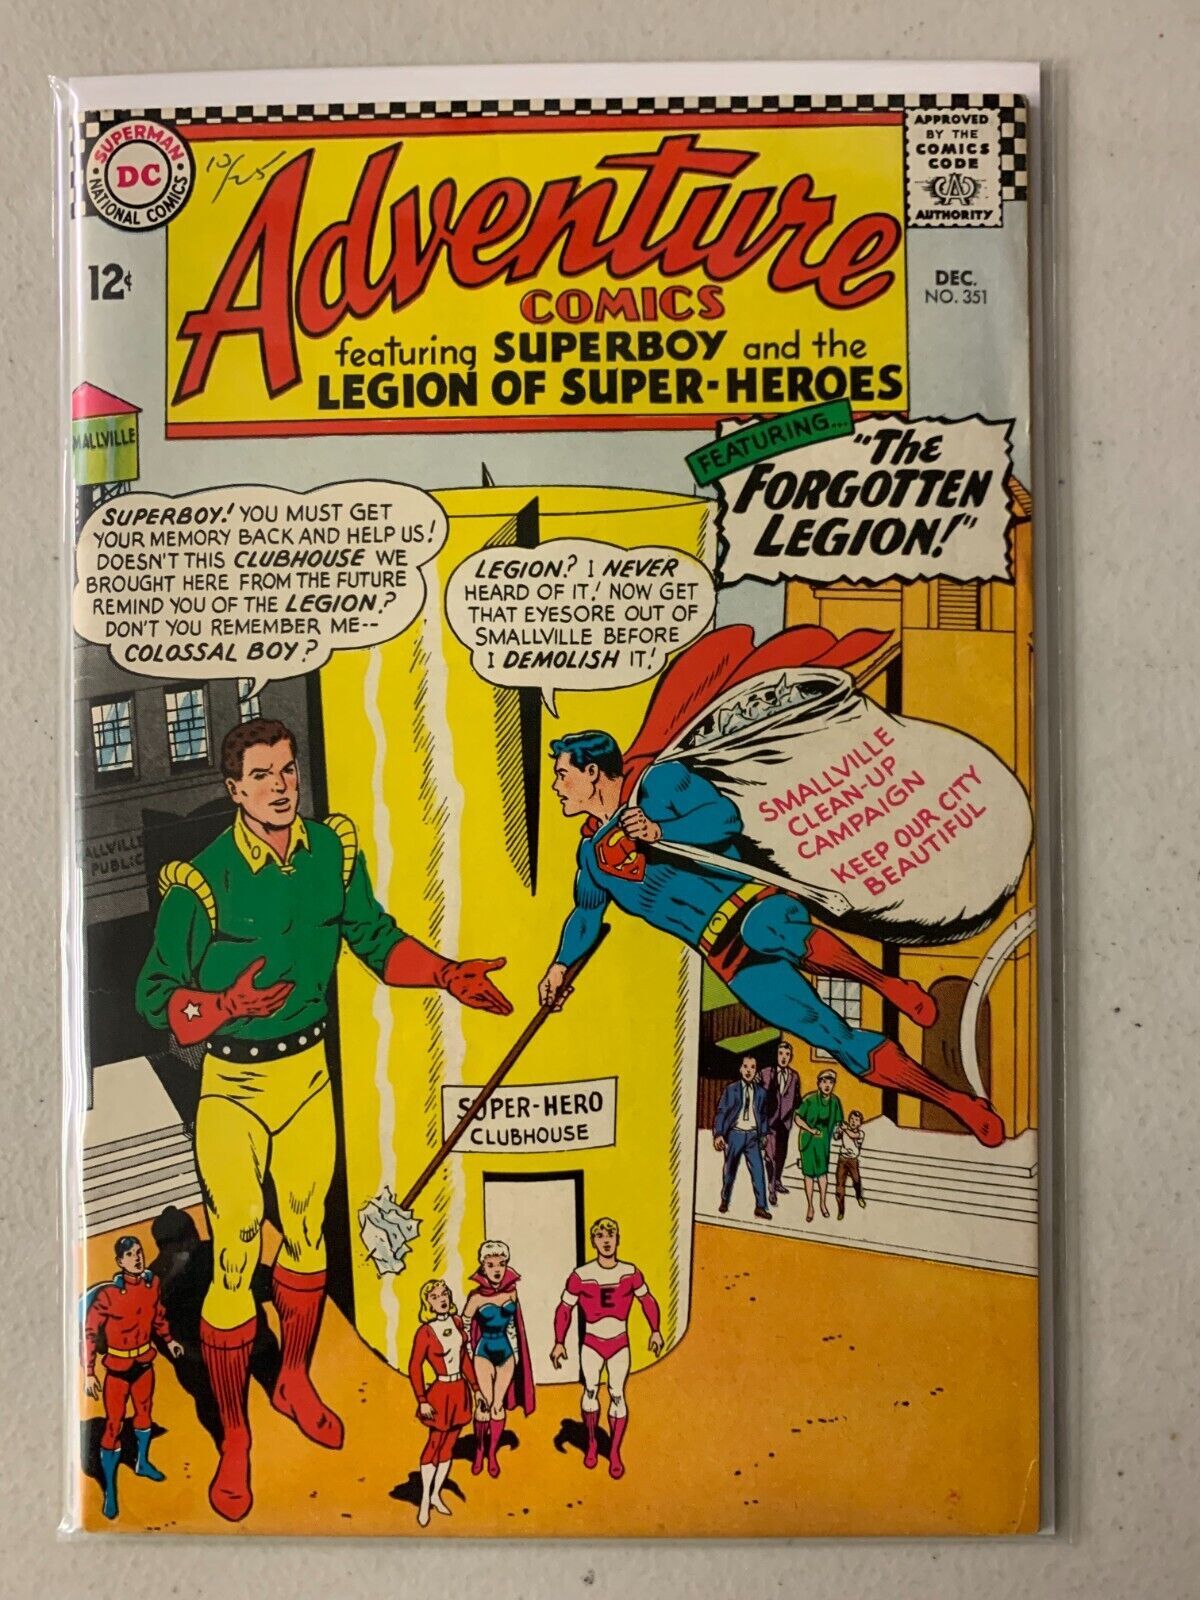 SUPERMAN
DC
NATIONAL COMICS
10/25
Adventure
COMICS
featuring SUPERBOY and the
LEGION OF SUPER-HEROES
APPROVED
BY THE
COMICS
CODE
AUTHORITY
12¢
DEC.
NO. 351
MALLVILLE
FEATURING...
"The
FORGOTTEN
LEGION!"
SUPERBOY! YOU MUST GET
YOUR MEMORY BACK AND HELP US!
DOESN'T THIS CLUBHOUSE WE
BROUGHT HERE FROM THE FUTURE
REMIND YOU OF THE LEGION?
DON'T YOU REMEMBER ME--
COLOSSAL BOY?
LEGION? I NEVER
HEARD OF IT! NOW GET
THAT EYESORE OUT OF
SMALLVILLE BEFORE
I DEMOLISH IT!
SMALLVILLE
CLEAN-UP
CAMPAIGN
KEEP OUR CITY
BEAUTIFUL
ALLVILLE
PUBLIC
S
SUPER-HERO
CLUBHOUSE
E